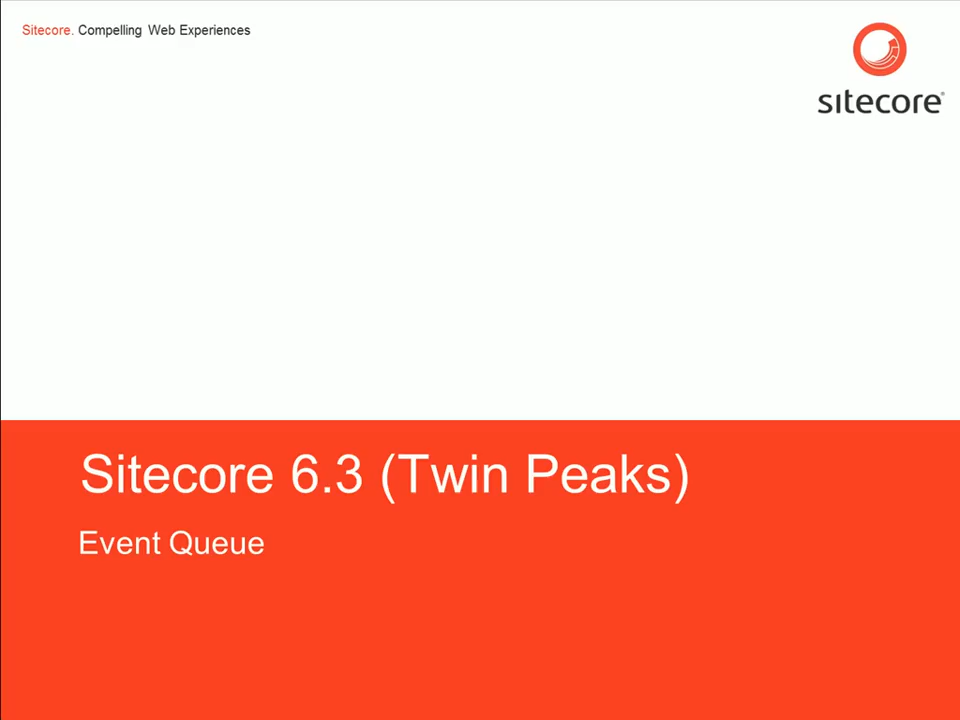 Sitecore. Compelling Web Experiences
sitecore®
Sitecore 6.3 (Twin Peaks)
Event Queue